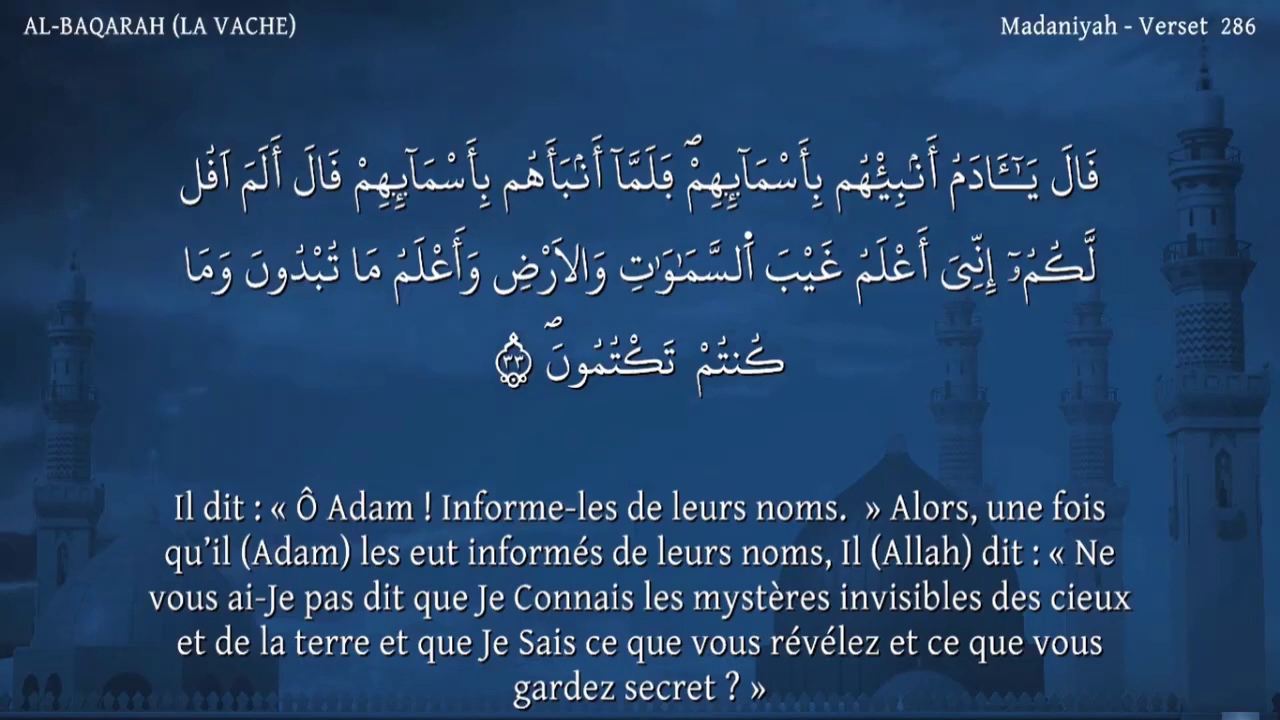 AL-BAQARAH (LA VACHE)
Madaniyah - Verset 286
قَالَ يَـٰٓـَٔادَمُ أَنۢبِئْهُم بِأَسْمَآئِهِمْۖ فَلَمَّآ أَنۢبَأَهُم بِأَسْمَآئِهِمْ قَالَ أَلَمَ اَقُل
لَّكُمُۥٓ إِنِّىَ أَعْلَمُ غَيْبَ اَ۬لسَّمَـٰوَٰتِ وَالَارْضِ وَأَعْلَمُ مَا تُبْدُونَ وَمَا
كُنتُمْ تَكْتُمُونَۖ ٣٣
Il dit : « Ô Adam ! Informe-les de leurs noms. » Alors, une fois
qu’il (Adam) les eut informés de leurs noms, Il (Allah) dit : « Ne
vous ai-Je pas dit que Je Connais les mystères invisibles des cieux
et de la terre et que Je Sais ce que vous révélez et ce que vous
gardez secret ? »